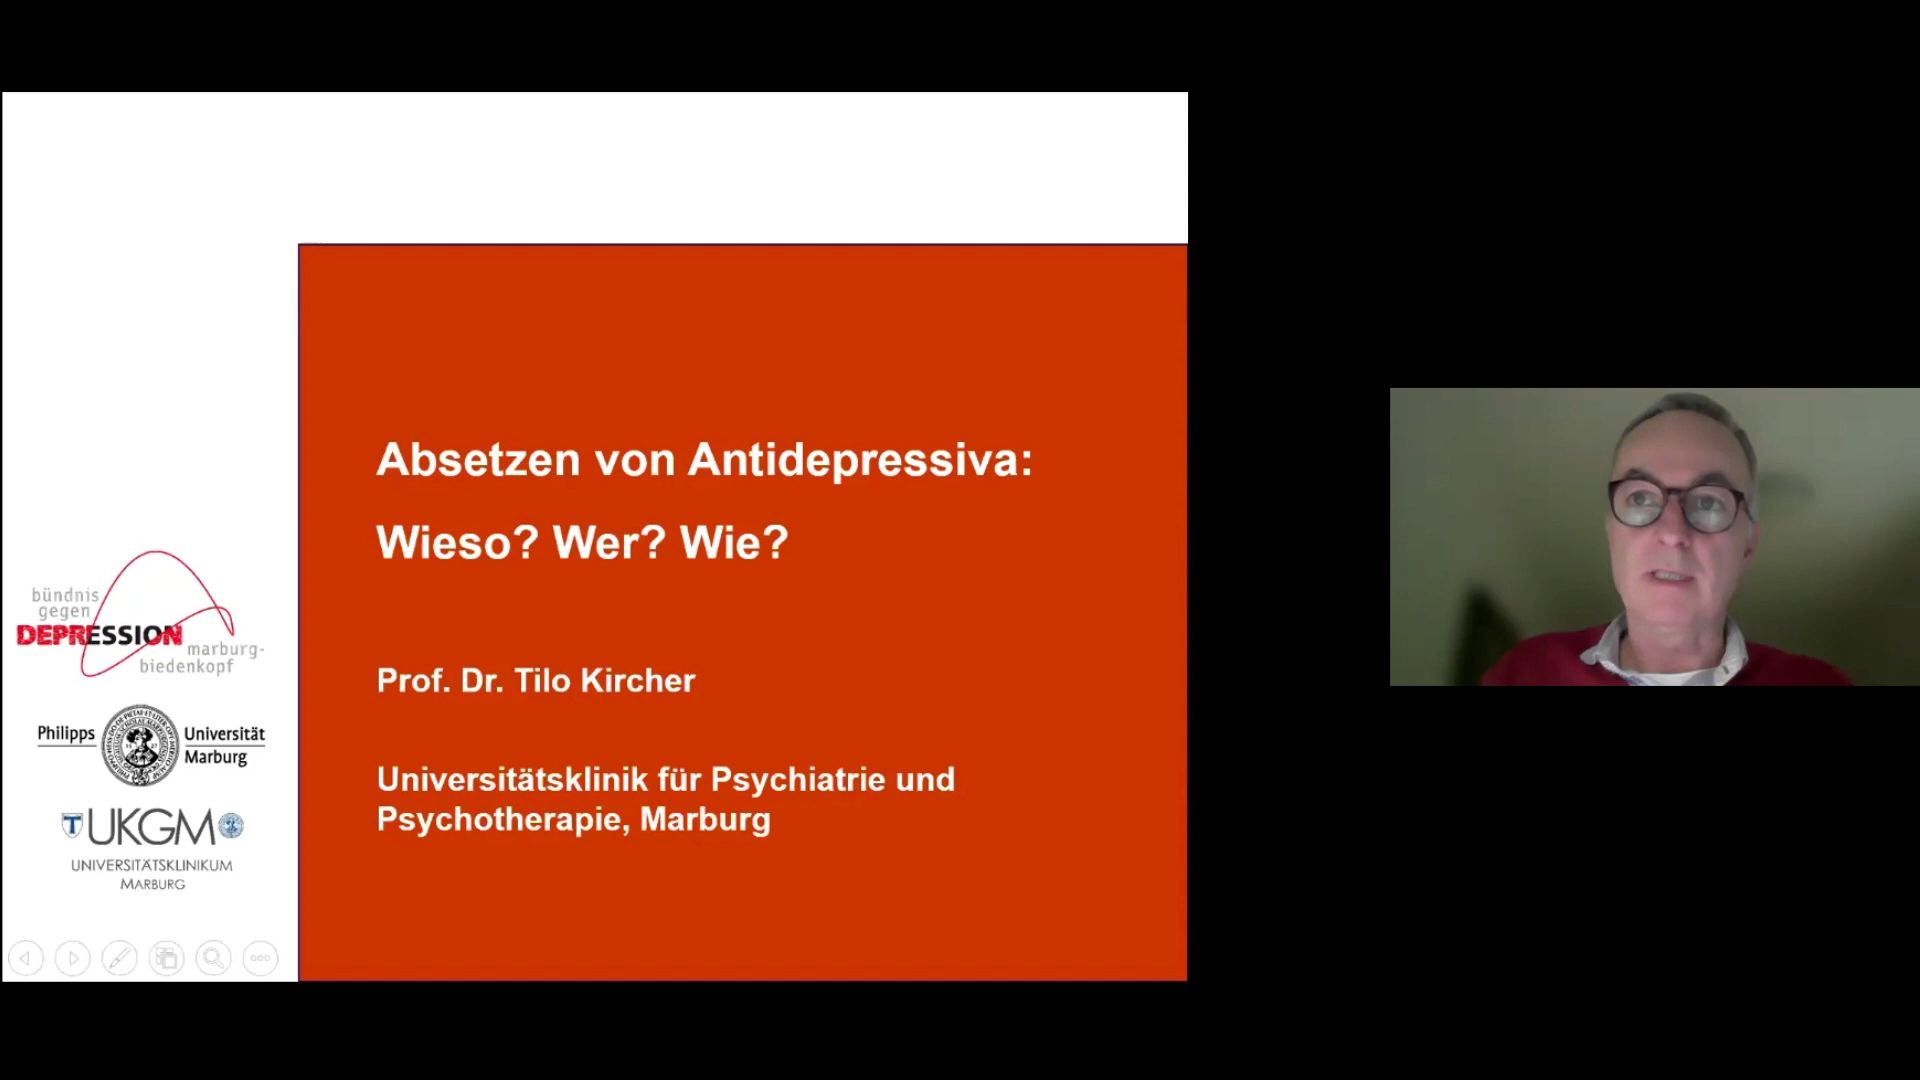 Absetzen von Antidepressiva:
Wieso? Wer? Wie?
Prof. Dr. Tilo Kircher
Universitätsklinik für Psychiatrie und
Psychotherapie, Marburg
bündnis
gegen
DEPRESSION
marburg-
biedenkopf
Philipps Universität
Marburg
UKGM
UNIVERSITÄTSKLINIKUM
MARBURG